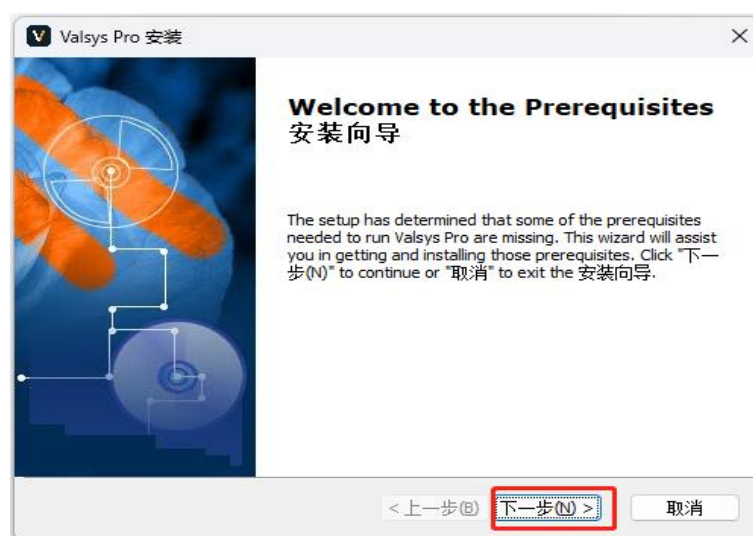 Valsys Pro 安装
Welcome to the Prerequisites
安装向导
The setup has determined that some of the prerequisites
needed to run Valsys Pro are missing. This wizard will assist
you in getting and installing those prerequisites. Click "下一
步(N)" to continue or "取消" to exit the 安装向导.
< 上一步(B) 下一步(N) > 取消